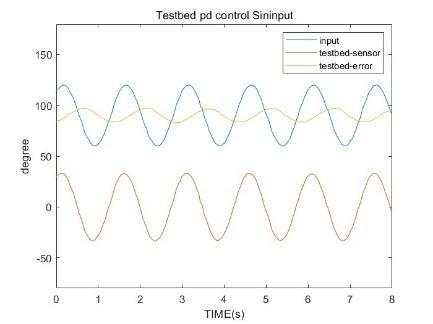 Testbed pd control Sininput
input
testbed-sensor
testbed-error
150
100
50
0
-50
degree
0 1 2 3 4 5 6 7 8
TIME(s)